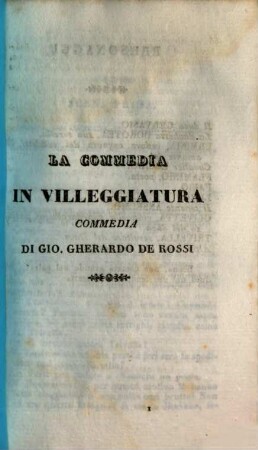 LA COMMEDIA
IN VILLEGGIATURA
COMMEDIA
DI GIO. GHERARDO DE ROSSI
1